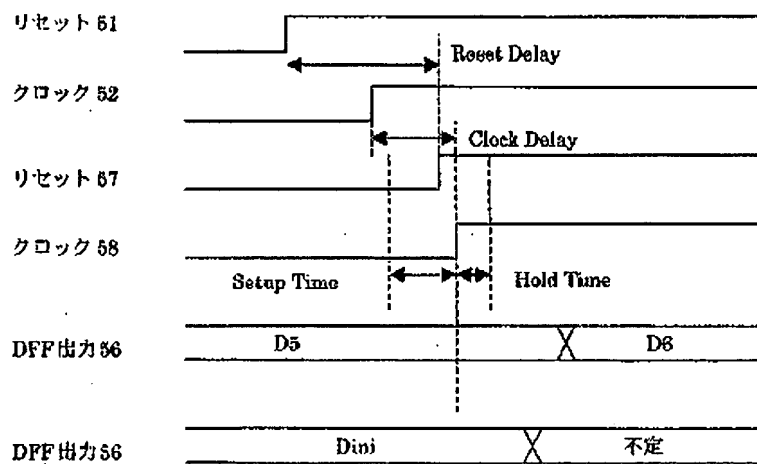 リセット 51
Reset Delay
クロック 52
Clock Delay
リセット 57
クロック 58
Setup Time
Hold Time
DFF出力 56
D5
D6
DFF出力 56
Dini
不定